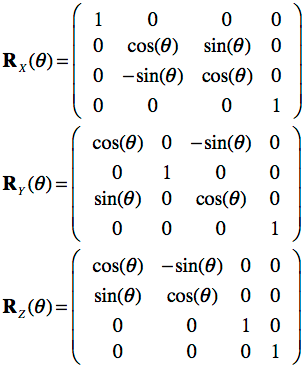 1 0 0 0
0 cos(θ) sin(θ) 0
R_X(θ)=
0 −sin(θ) cos(θ) 0
0 0 0 1
cos(θ) 0 −sin(θ) 0
0 1 0 0
R_Y(θ)=
sin(θ) 0 cos(θ) 0
0 0 0 1
cos(θ) −sin(θ) 0 0
sin(θ) cos(θ) 0 0
R_Z(θ)=
0 0 1 0
0 0 0 1